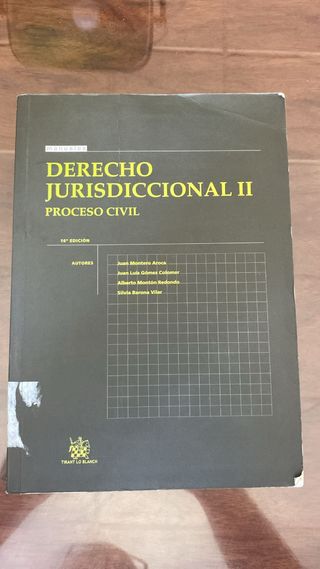 manuales
DERECHO
JURISDICCIONAL II
PROCESO CIVIL
16ª EDICIÓN
AUTORES
Juan Montero Aroca
Juan Luis Gómez Colomer
Alberto Montón Redondo
Silvia Barona Vilar
TIRANT LO BLANCH